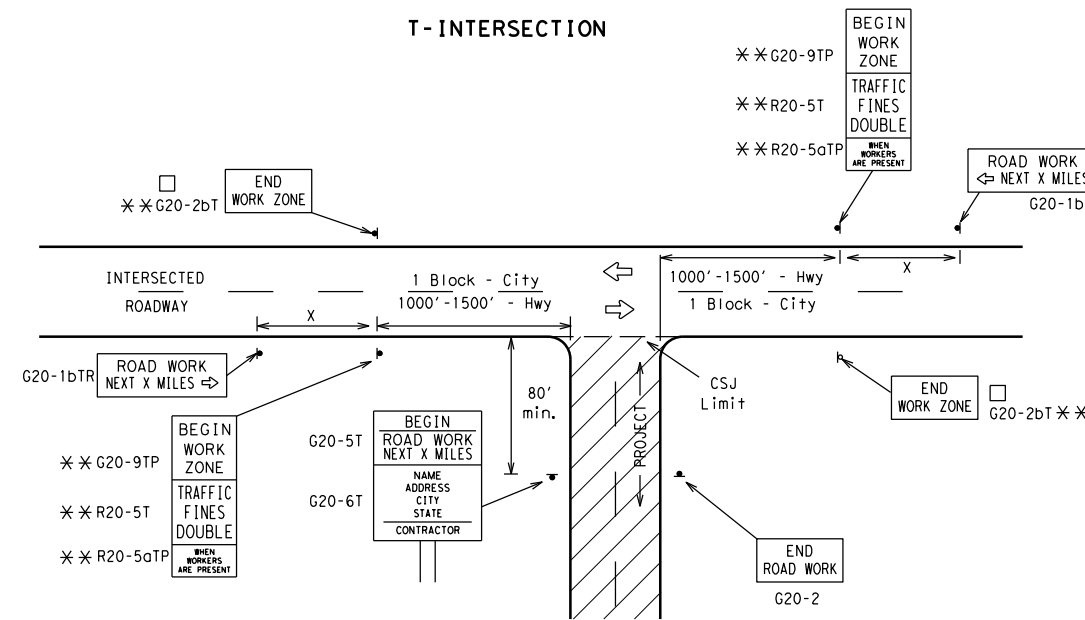 T-INTERSECTION
BEGIN
WORK
ZONE
TRAFFIC
FINES
DOUBLE
WHEN
WORKERS
ARE PRESENT
**G20-9TP
**R20-5T
**R20-5aTP
ROAD WORK
⇦ NEXT X MILES
G20-1b
□
**G20-2bT
END
WORK ZONE
INTERSECTED
ROADWAY
X
1 Block - City
1000'-1500' - Hwy
⇦
⇨
1000'-1500' - Hwy
1 Block - City
X
G20-1bTR
ROAD WORK
NEXT X MILES ⇨
80'
min.
PROJECT
CSJ
Limit
END
WORK ZONE
□
G20-2bT **
**G20-9TP
**R20-5T
**R20-5aTP
BEGIN
WORK
ZONE
TRAFFIC
FINES
DOUBLE
WHEN
WORKERS
ARE PRESENT
G20-5T
G20-6T
BEGIN
ROAD WORK
NEXT X MILES
NAME
ADDRESS
CITY
STATE
CONTRACTOR
END
ROAD WORK
G20-2